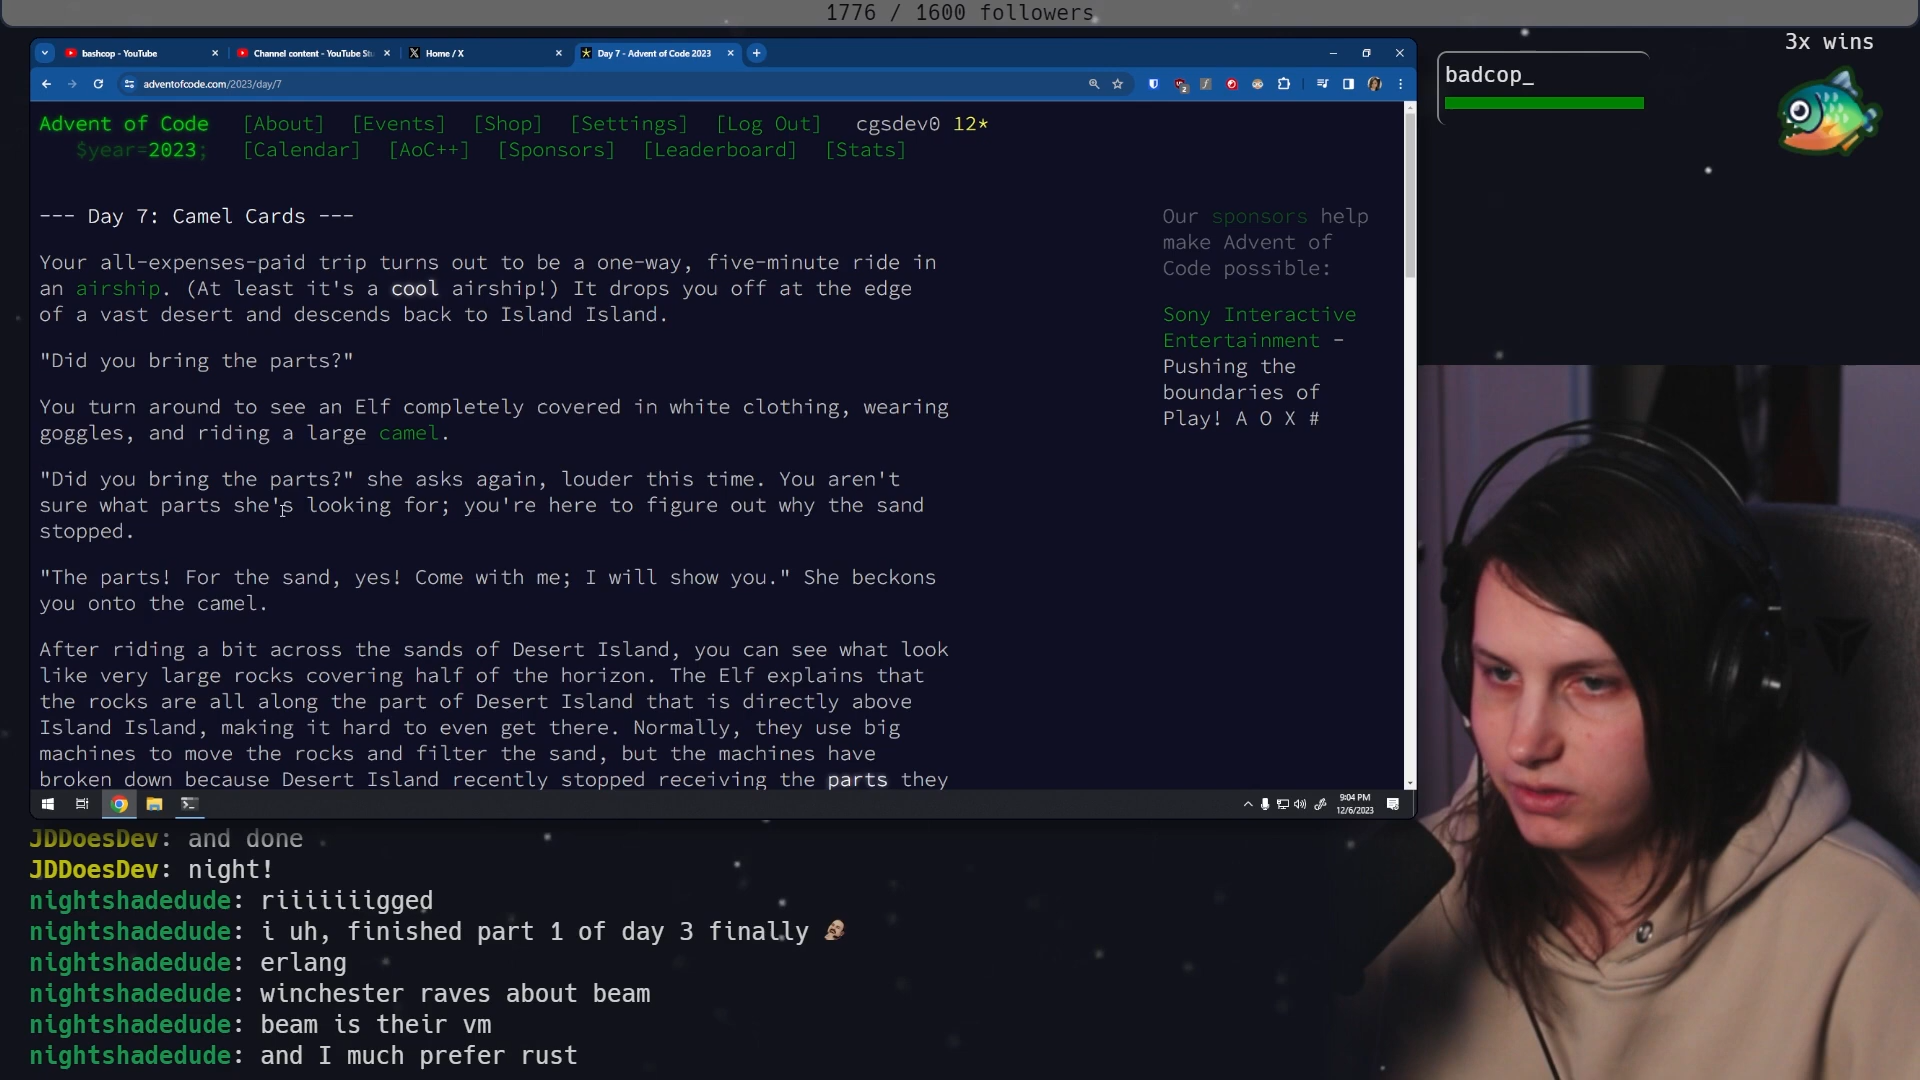 1776 / 1600 followers
3x wins
bashcop - YouTube
Channel content - YouTube Stu
Home / X
Day 7 - Advent of Code 2023
badcop_
adventofcode.com/2023/day/7
Advent of Code [About] [Events] [Shop] [Settings] [Log Out] cgsdev0 12*
$year=2023; [Calendar] [AoC++] [Sponsors] [Leaderboard] [Stats]
--- Day 7: Camel Cards ---
Your all-expenses-paid trip turns out to be a one-way, five-minute ride in
an airship. (At least it's a cool airship!) It drops you off at the edge
of a vast desert and descends back to Island Island.
"Did you bring the parts?"
You turn around to see an Elf completely covered in white clothing, wearing
goggles, and riding a large camel.
"Did you bring the parts?" she asks again, louder this time. You aren't
sure what parts she's looking for; you're here to figure out why the sand
stopped.
"The parts! For the sand, yes! Come with me; I will show you." She beckons
you onto the camel.
After riding a bit across the sands of Desert Island, you can see what look
like very large rocks covering half of the horizon. The Elf explains that
the rocks are all along the part of Desert Island that is directly above
Island Island, making it hard to even get there. Normally, they use big
machines to move the rocks and filter the sand, but the machines have
broken down because Desert Island recently stopped receiving the parts they
Our sponsors help
make Advent of
Code possible:
Sony Interactive
Entertainment -
Pushing the
boundaries of
Play! A O X #
9:04 PM
12/6/2023
JDDoesDev: and done
JDDoesDev: night!
nightshadedude: riiiiiiigged
nightshadedude: i uh, finished part 1 of day 3 finally
nightshadedude: erlang
nightshadedude: winchester raves about beam
nightshadedude: beam is their vm
nightshadedude: and I much prefer rust